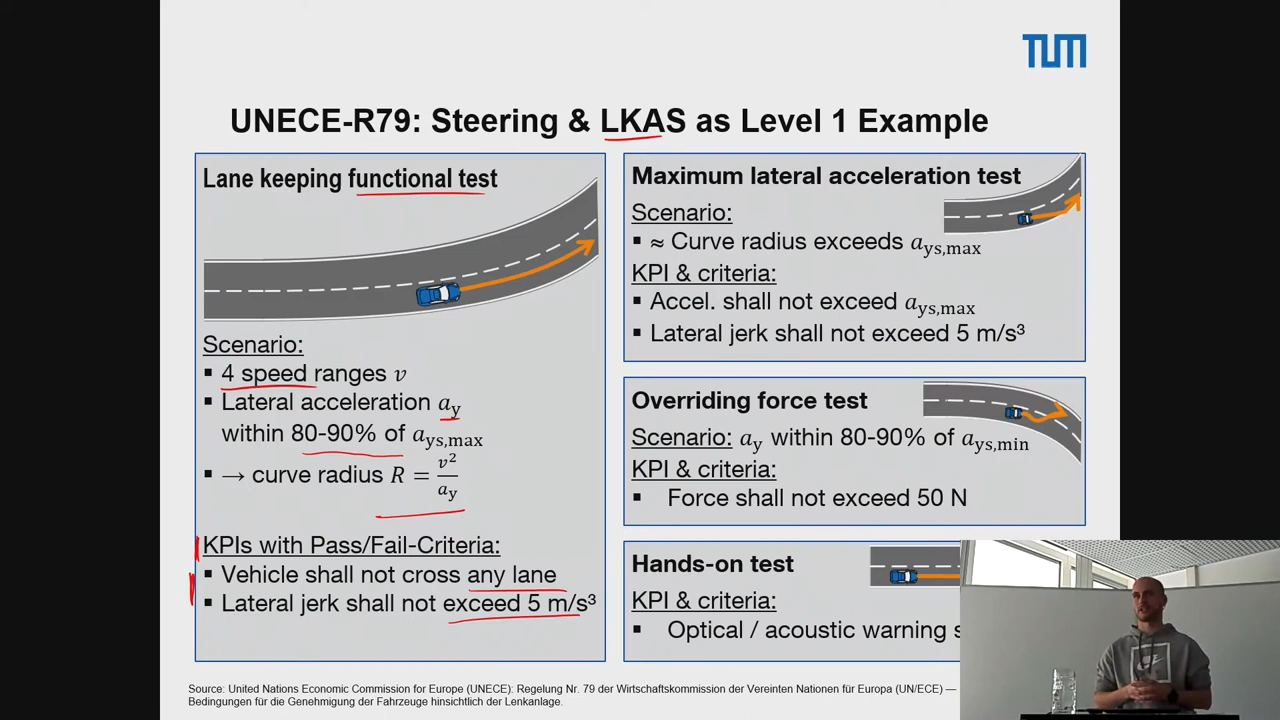 TUM
UNECE-R79: Steering & LKAS as Level 1 Example
Lane keeping functional test
Scenario:
▪ 4 speed ranges v
▪ Lateral acceleration a_y
within 80-90% of a_ys,max
▪ → curve radius R = v²/a_y
KPIs with Pass/Fail-Criteria:
▪ Vehicle shall not cross any lane
▪ Lateral jerk shall not exceed 5 m/s³
Maximum lateral acceleration test
Scenario:
▪ ≈ Curve radius exceeds a_ys,max
KPI & criteria:
▪ Accel. shall not exceed a_ys,max
▪ Lateral jerk shall not exceed 5 m/s³
Overriding force test
Scenario: a_y within 80-90% of a_ys,min
KPI & criteria:
▪ Force shall not exceed 50 N
Hands-on test
KPI & criteria:
▪ Optical / acoustic warning s
Source: United Nations Economic Commission for Europe (UNECE): Regelung Nr. 79 der Wirtschaftskommission der Vereinten Nationen für Europa (UN/ECE) —
Bedingungen für die Genehmigung der Fahrzeuge hinsichtlich der Lenkanlage.